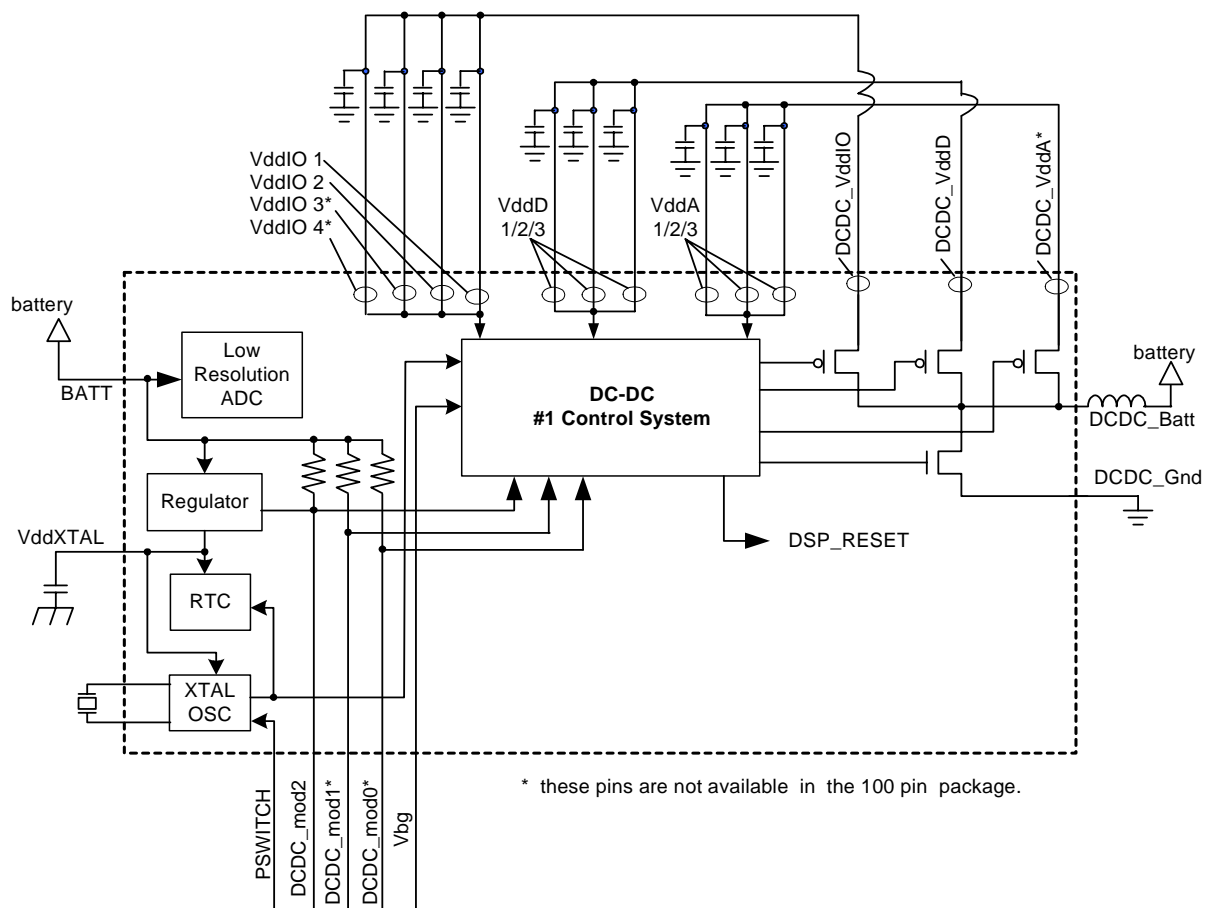 VddIO 1
VddIO 2
VddIO 3*
VddIO 4*
VddD
1/2/3
VddA
1/2/3
DCDC_VddIO
DCDC_VddD
DCDC_VddA*
battery
BATT
Low
Resolution
ADC
DC-DC
#1 Control System
battery
DCDC_Batt
DCDC_Gnd
Regulator
VddXTAL
RTC
DSP_RESET
XTAL
OSC
PSWITCH
DCDC_mod2
DCDC_mod1*
DCDC_mod0*
Vbg
* these pins are not available in the 100 pin package.